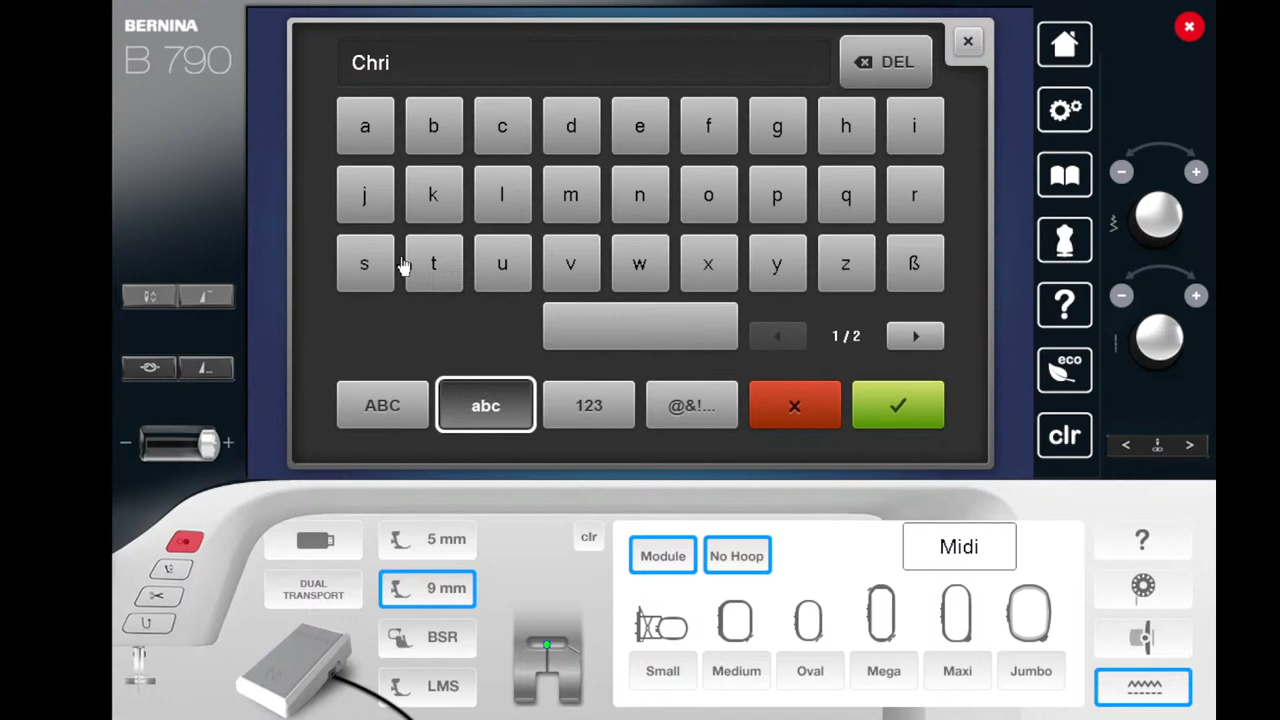 BERNINA
B 790
Chri
DEL
a b c d e f g h i
j k l m n o p q r
s t u v w x y z ß
1 / 2
ABC abc 123 @&!...
eco
clr
DUAL
TRANSPORT
5 mm
9 mm
BSR
LMS
clr
Module No Hoop Midi
Small Medium Oval Mega Maxi Jumbo
?
?